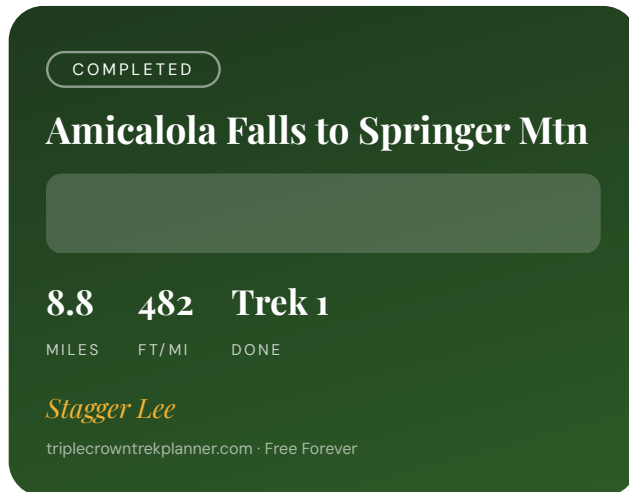 COMPLETED
Amicalola Falls to Springer Mtn
8.8 482 Trek 1
MILES FT/MI DONE
Stagger Lee
triplecrowntrekplanner.com · Free Forever